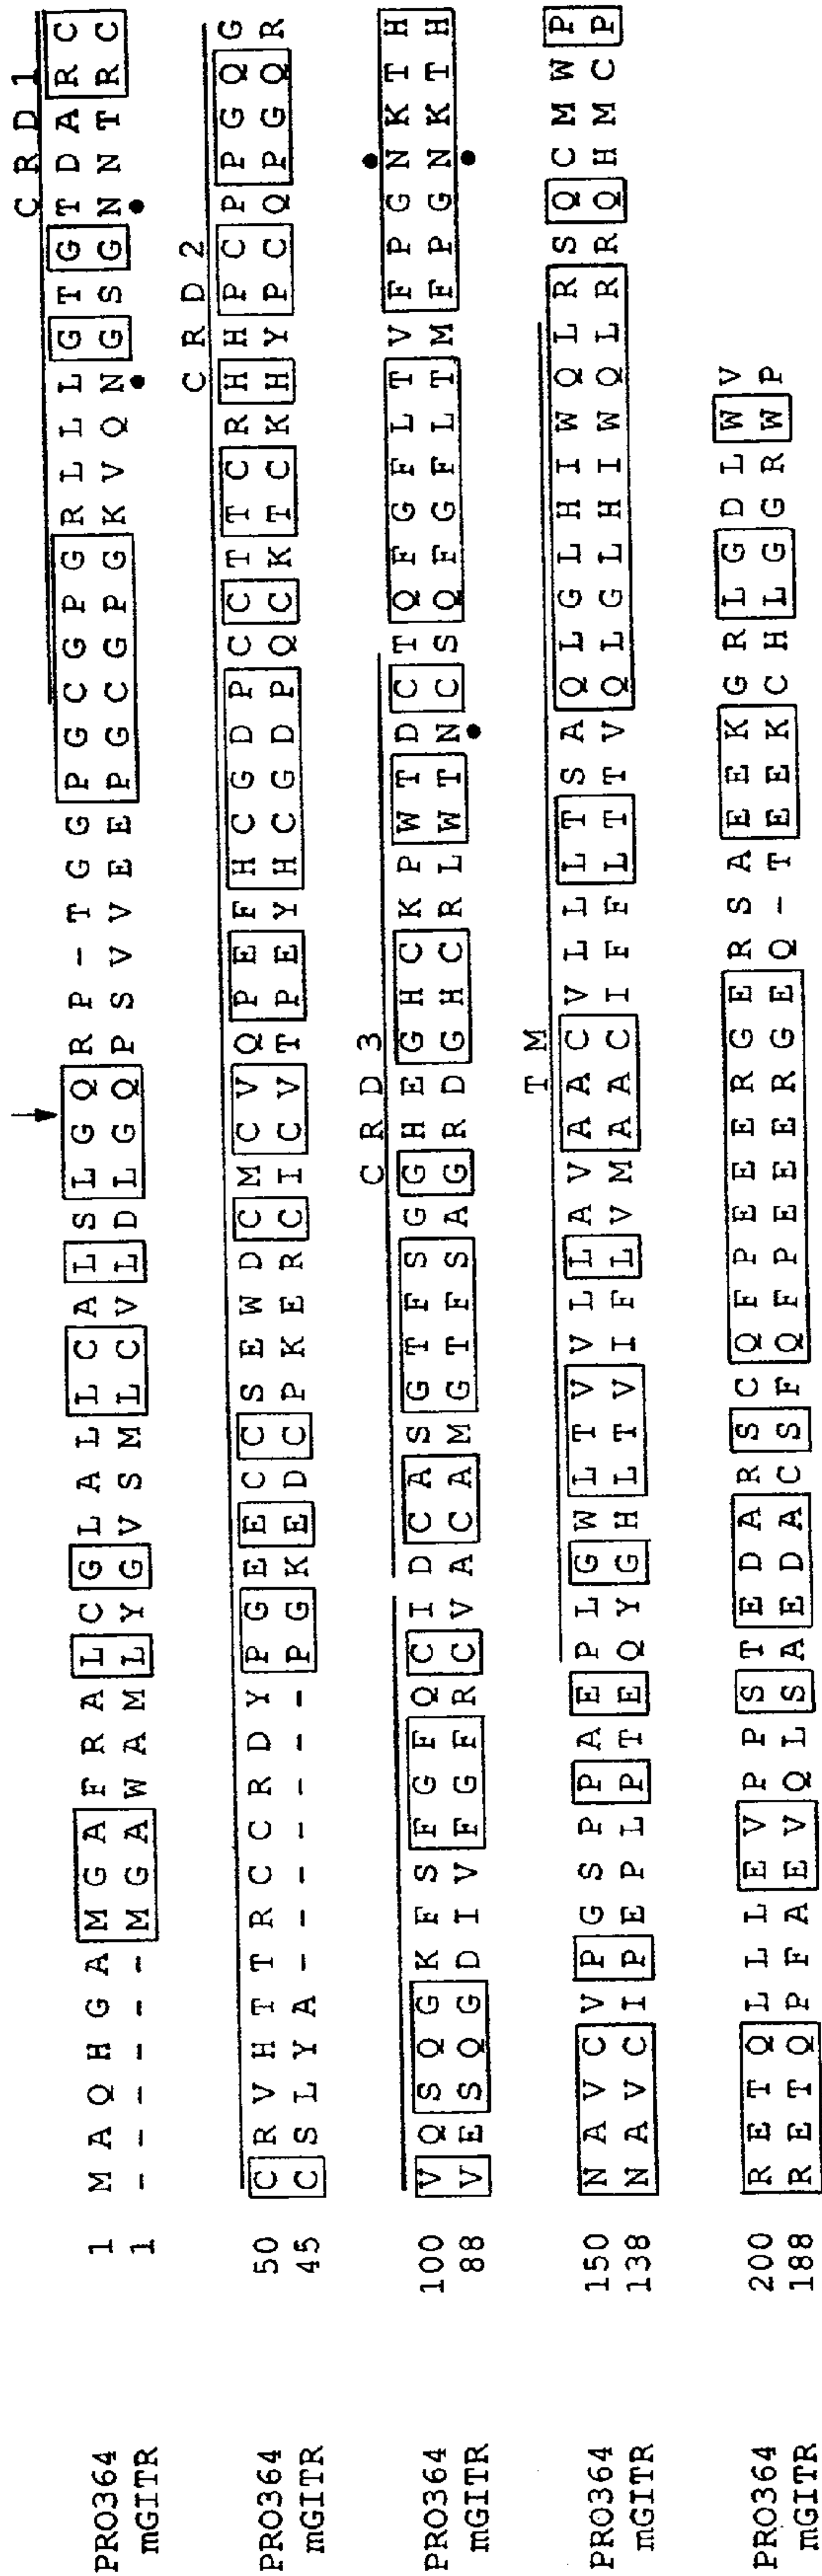 CRD1
PRO364 1 M A Q H G A M G A F R A L C G L A L L C A L S L G Q R P - T G G P G C G P G R L L L G T G T D A R C
mGITR 1 - - - - - - M G A W A M L Y G V S M L C V L D L G Q P S V V E E P G C G P G K V Q N G S G N N T R C
CRD2
PRO364 50 C R V H T T R C C R D Y P G E E C C S E W D C M C V Q P E F H C G D P C C T T C R H H P C P P G Q G
mGITR 45 C S L Y A - - - - - - - P G K E D C P K E R C I C V T P E Y H C G D P Q C K T C K H Y P C Q P G Q R
CRD3
PRO364 100 V Q S Q G K F S F G F Q C I D C A S G T F S G G H E G H C K P W T D C T Q F G F L T V F P G N K T H
mGITR 88 V E S Q G D I V F G F R C V A C A M G T F S A G R D G H C R L W T N C S Q F G F L T M F P G N K T H
TM
PRO364 150 N A V C V P G S P P A E P L G W L T V V L L A V A A C V L L L T S A Q L G L H I W Q L R S Q C M W P
mGITR 138 N A V C I P E P L P T E Q Y G H L T V I F L V M A A C I F F L T T V Q L G L H I W Q L R R Q H M C P
PRO364 200 R E T Q L L L E V P P S T E D A R S C Q F P E E E R G E R S A E E K G R L G D L W V
mGITR 188 R E T Q P F A E V Q L S A E D A C S F Q F P E E E R G E Q - T E E K C H L G G R W P